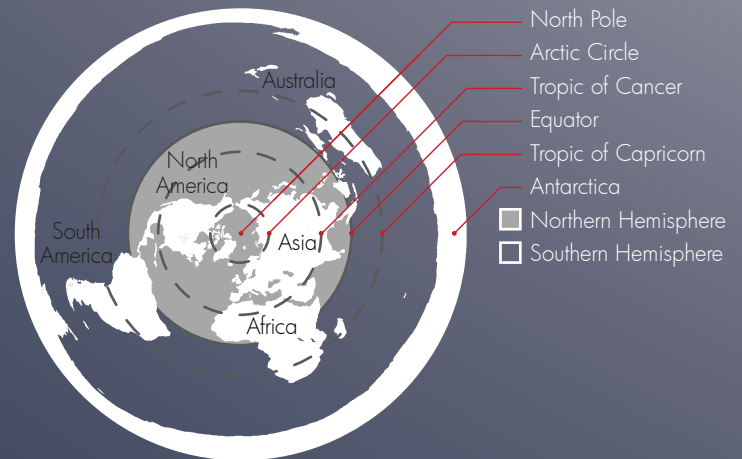 North Pole
Arctic Circle
Tropic of Cancer
Equator
Tropic of Capricorn
Antarctica
Northern Hemisphere
Southern Hemisphere
Australia
North
America
South
America
Asia
Africa